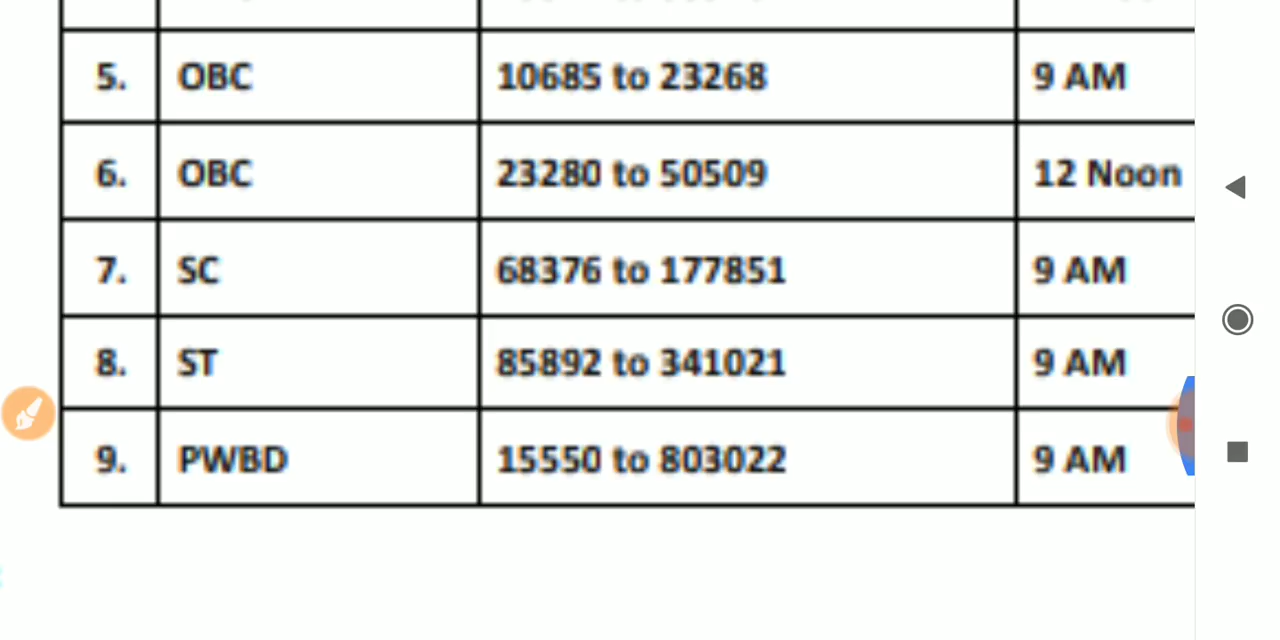 5. OBC 10685 to 23268 9 AM
6. OBC 23280 to 50509 12 Noon
7. SC 68376 to 177851 9 AM
8. ST 85892 to 341021 9 AM
9. PWBD 15550 to 803022 9 AM